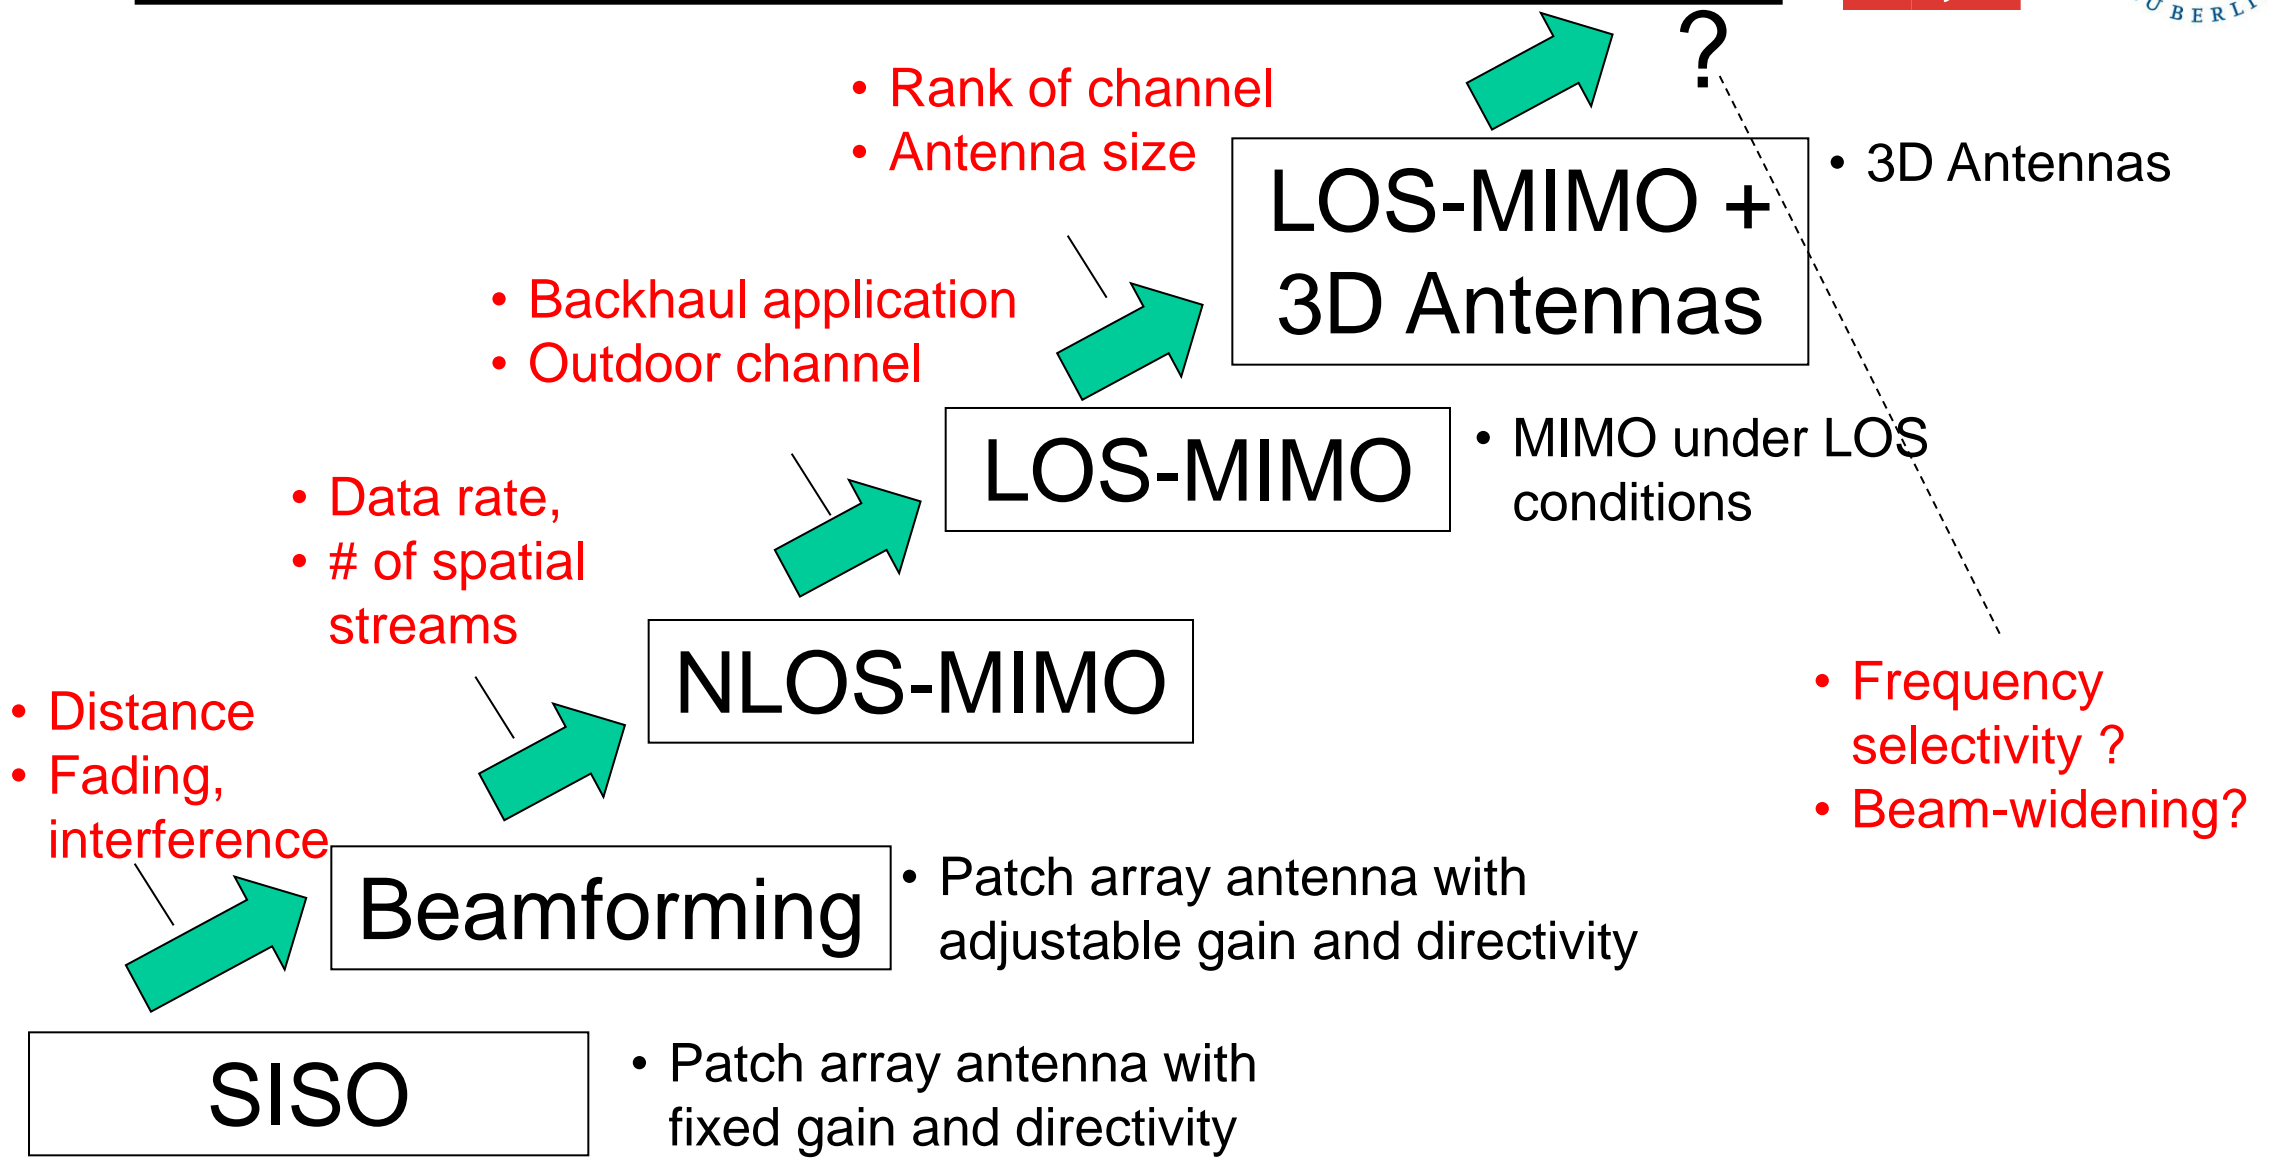 ?
• Rank of channel
• Antenna size
LOS-MIMO +
3D Antennas
• 3D Antennas
• Backhaul application
• Outdoor channel
LOS-MIMO
• MIMO under LOS
conditions
• Data rate,
• # of spatial
streams
NLOS-MIMO
• Frequency
selectivity ?
• Beam-widening?
• Distance
• Fading,
interference
Beamforming
• Patch array antenna with
adjustable gain and directivity
SISO
• Patch array antenna with
fixed gain and directivity